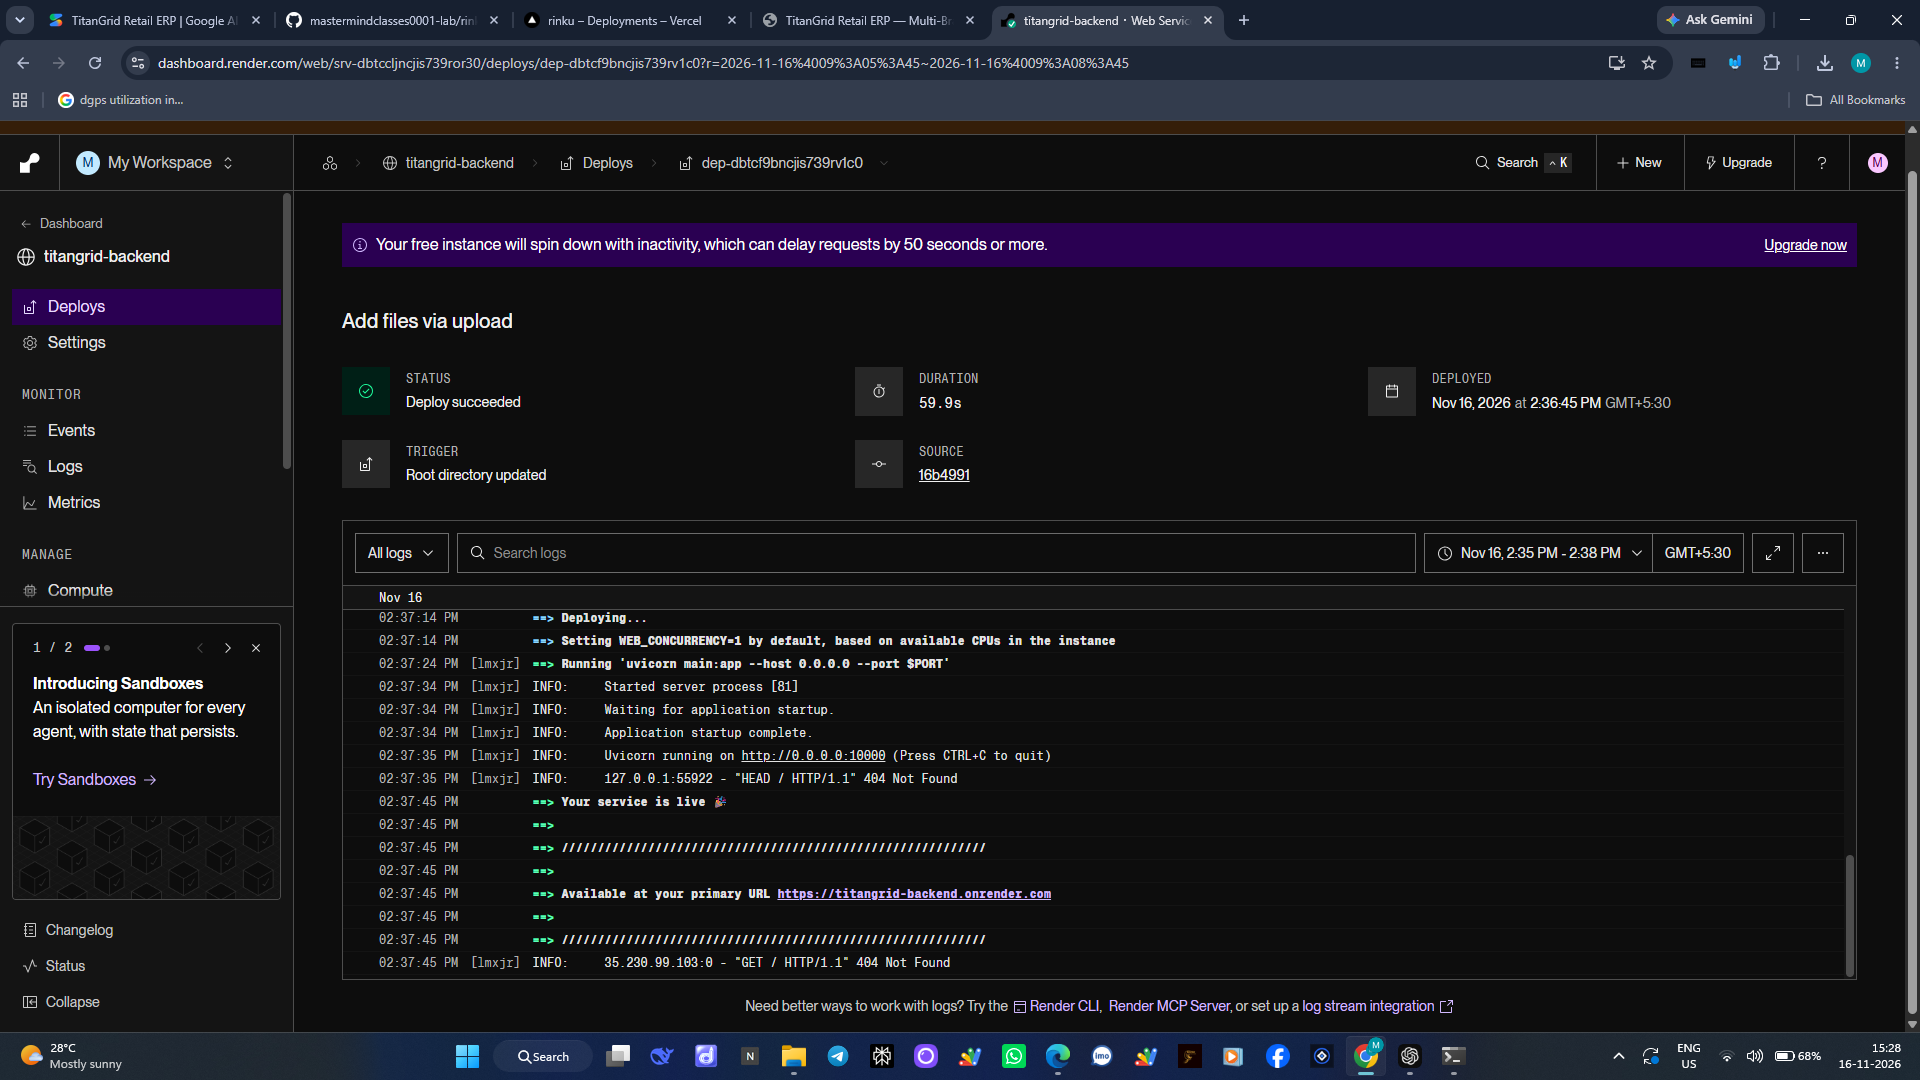 TitanGrid Retail ERP | Google AI
mastermindclasses0001-lab/rink
rinku – Deployments – Vercel
TitanGrid Retail ERP — Multi-Br
titangrid-backend · Web Servic
Ask Gemini
dashboard.render.com/web/srv-dbtccljncjis739ror30/deploys/dep-dbtcf9bncjis739rv1c0?r=2026-11-16%4009%3A05%3A45~2026-11-16%4009%3A08%3A45
M
dgps utilization in...
All Bookmarks
M My Workspace
titangrid-backend
Deploys
dep-dbtcf9bncjis739rv1c0
Search K
New
Upgrade
?
M
Dashboard
titangrid-backend
Deploys
Settings
MONITOR
Events
Logs
Metrics
MANAGE
Compute
1 / 2
Introducing Sandboxes
An isolated computer for every
agent, with state that persists.
Try Sandboxes →
Changelog
Status
Collapse
Your free instance will spin down with inactivity, which can delay requests by 50 seconds or more.
Upgrade now
Add files via upload
STATUS
Deploy succeeded
DURATION
59.9s
DEPLOYED
Nov 16, 2026 at 2:36:45 PM GMT+5:30
TRIGGER
Root directory updated
SOURCE
16b4991
All logs
Search logs
Nov 16, 2:35 PM - 2:38 PM
GMT+5:30
Nov 16
02:37:14 PM ==> Deploying...
02:37:14 PM ==> Setting WEB_CONCURRENCY=1 by default, based on available CPUs in the instance
02:37:24 PM [lmxjr] ==> Running 'uvicorn main:app --host 0.0.0.0 --port $PORT'
02:37:34 PM [lmxjr] INFO: Started server process [81]
02:37:34 PM [lmxjr] INFO: Waiting for application startup.
02:37:34 PM [lmxjr] INFO: Application startup complete.
02:37:35 PM [lmxjr] INFO: Uvicorn running on http://0.0.0.0:10000 (Press CTRL+C to quit)
02:37:35 PM [lmxjr] INFO: 127.0.0.1:55922 - "HEAD / HTTP/1.1" 404 Not Found
02:37:45 PM ==> Your service is live 🎉
02:37:45 PM ==>
02:37:45 PM ==> ///////////////////////////////////////////////////////////
02:37:45 PM ==>
02:37:45 PM ==> Available at your primary URL https://titangrid-backend.onrender.com
02:37:45 PM ==>
02:37:45 PM ==> ///////////////////////////////////////////////////////////
02:37:45 PM [lmxjr] INFO: 35.230.99.103:0 - "GET / HTTP/1.1" 404 Not Found
Need better ways to work with logs? Try the Render CLI, Render MCP Server, or set up a log stream integration
28°C
Mostly sunny
Search
imo
M
ENG
US
68%
15:28
16-11-2026